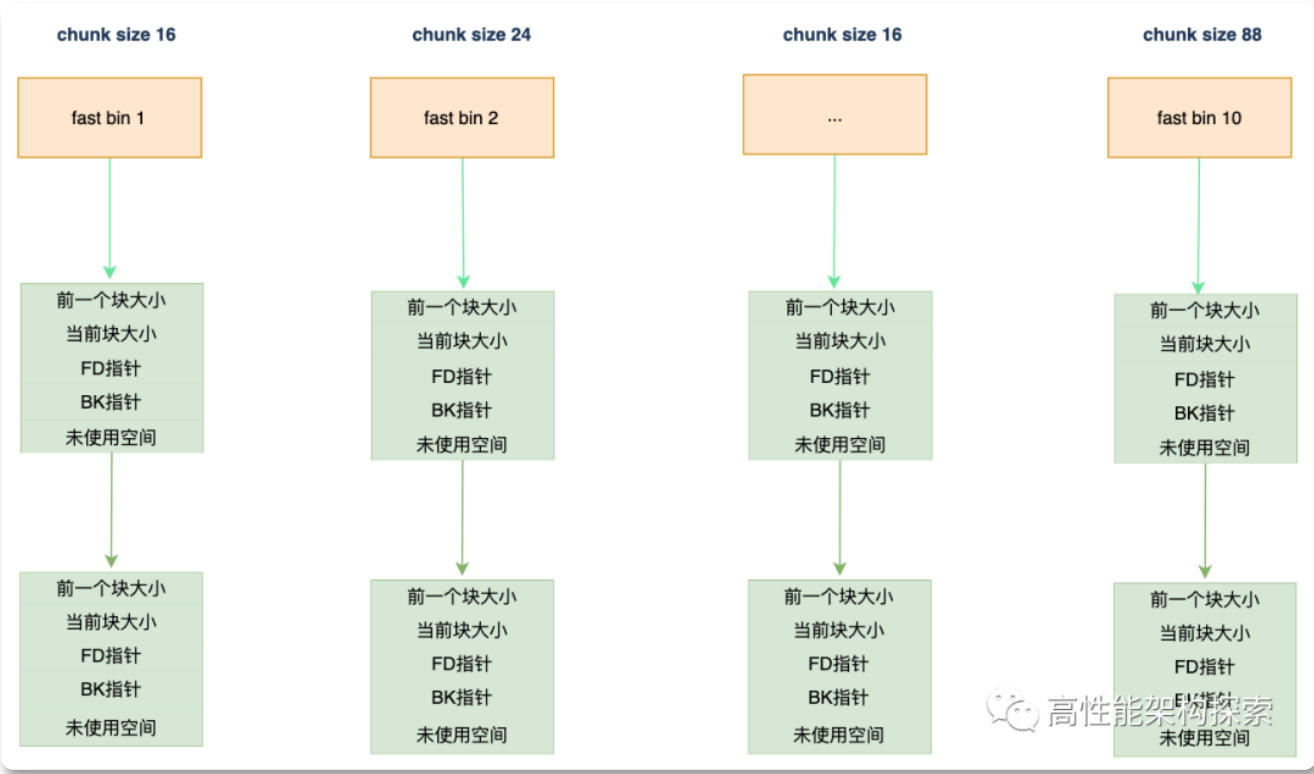 chunk size 16
chunk size 24
chunk size 16
chunk size 88
fast bin 1
fast bin 2
...
fast bin 10
前一个块大小
当前块大小
FD指针
BK指针
未使用空间
前一个块大小
当前块大小
FD指针
BK指针
未使用空间
前一个块大小
当前块大小
FD指针
BK指针
未使用空间
前一个块大小
当前块大小
FD指针
BK指针
未使用空间
前一个块大小
当前块大小
FD指针
BK指针
未使用空间
前一个块大小
当前块大小
FD指针
BK指针
未使用空间
前一个块大小
当前块大小
FD指针
BK指针
未使用空间
前一个块大小
当前块大小
FD指针
BK指针
未使用空间
高性能架构探索